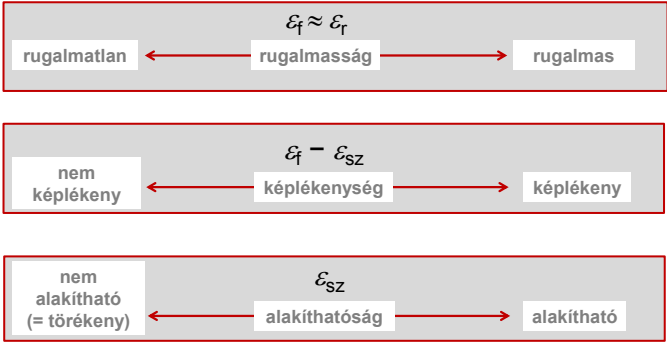 εf ≈ εr
rugalmatlan rugalmasság rugalmas
εf − εsz
nem
képlékeny képlékenység képlékeny
εsz
nem
alakítható
(= törékeny) alakíthatóság alakítható